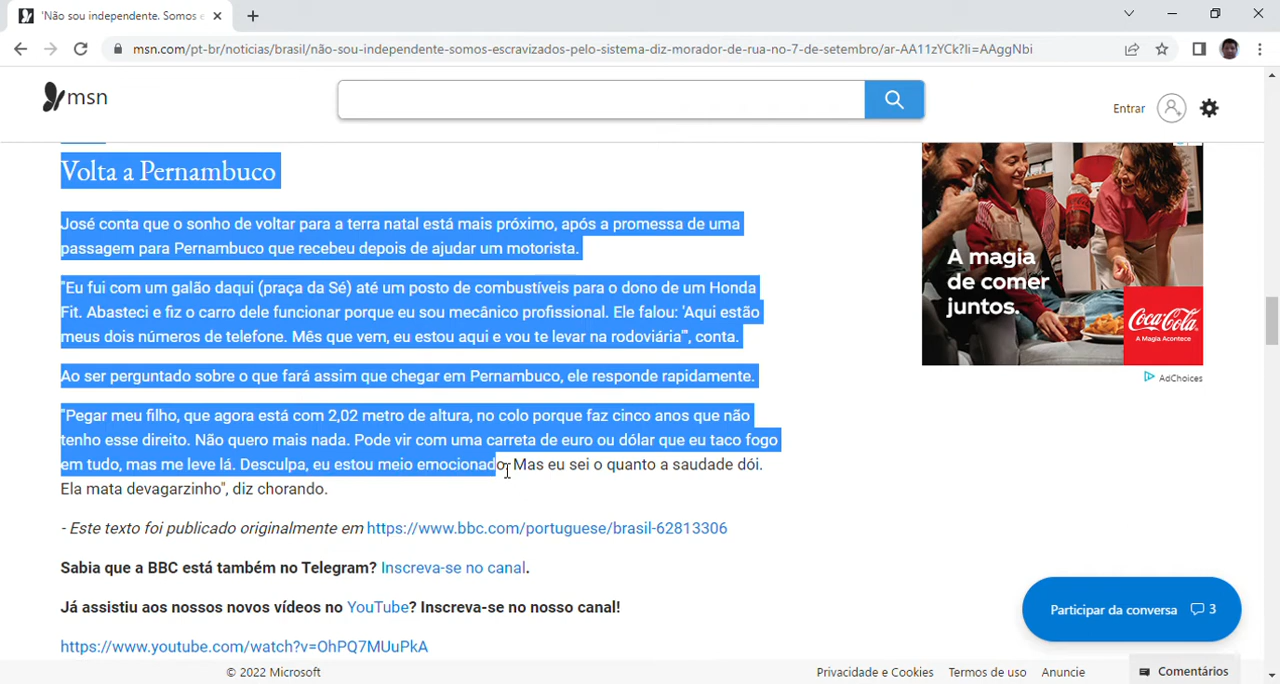 'Não sou independente. Somos e
msn.com/pt-br/noticias/brasil/não-sou-independente-somos-escravizados-pelo-sistema-diz-morador-de-rua-no-7-de-setembro/ar-AA11zYCk?li=AAggNbi
msn
Entrar
Volta a Pernambuco
José conta que o sonho de voltar para a terra natal está mais próximo, após a promessa de uma
passagem para Pernambuco que recebeu depois de ajudar um motorista.
"Eu fui com um galão daqui (praça da Sé) até um posto de combustíveis para o dono de um Honda
Fit. Abasteci e fiz o carro dele funcionar porque eu sou mecânico profissional. Ele falou: 'Aqui estão
meus dois números de telefone. Mês que vem, eu estou aqui e vou te levar na rodoviária'", conta.
Ao ser perguntado sobre o que fará assim que chegar em Pernambuco, ele responde rapidamente.
"Pegar meu filho, que agora está com 2,02 metro de altura, no colo porque faz cinco anos que não
tenho esse direito. Não quero mais nada. Pode vir com uma carreta de euro ou dólar que eu taco fogo
em tudo, mas me leve lá. Desculpa, eu estou meio emocionado. Mas eu sei o quanto a saudade dói.
Ela mata devagarzinho", diz chorando.
- Este texto foi publicado originalmente em https://www.bbc.com/portuguese/brasil-62813306
Sabia que a BBC está também no Telegram? Inscreva-se no canal.
Já assistiu aos nossos novos vídeos no YouTube? Inscreva-se no nosso canal!
https://www.youtube.com/watch?v=OhPQ7MUuPkA
A magia
de comer
juntos.
Coca-Cola
A Magia Acontece
AdChoices
Participar da conversa 3
© 2022 Microsoft
Privacidade e Cookies Termos de uso Anuncie Comentários